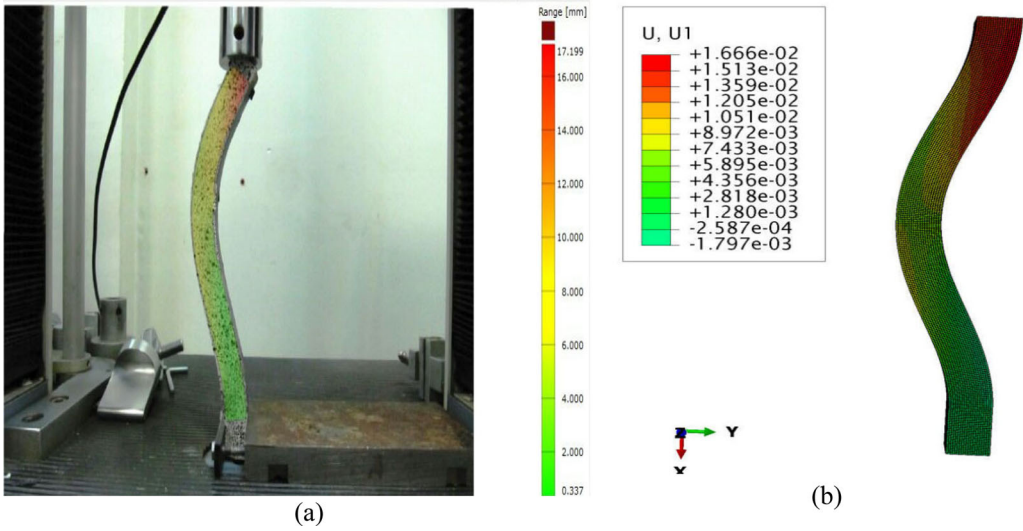 Range [mm]
17.199
16.000
14.000
12.000
10.000
8.000
6.000
4.000
2.000
0.337
(a)
U, U1
+1.666e-02
+1.513e-02
+1.359e-02
+1.205e-02
+1.051e-02
+8.972e-03
+7.433e-03
+5.895e-03
+4.356e-03
+2.818e-03
+1.280e-03
-2.587e-04
-1.797e-03
Y
X
(b)